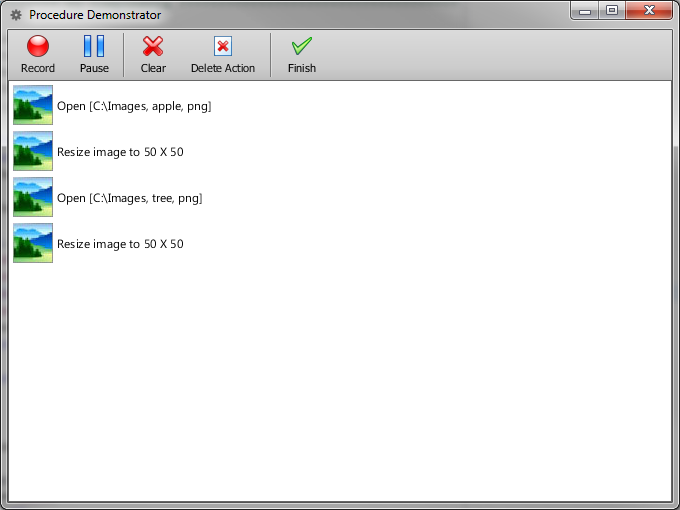 Procedure Demonstrator
Record Pause Clear Delete Action Finish
Open [C:\Images, apple, png]
Resize image to 50 X 50
Open [C:\Images, tree, png]
Resize image to 50 X 50